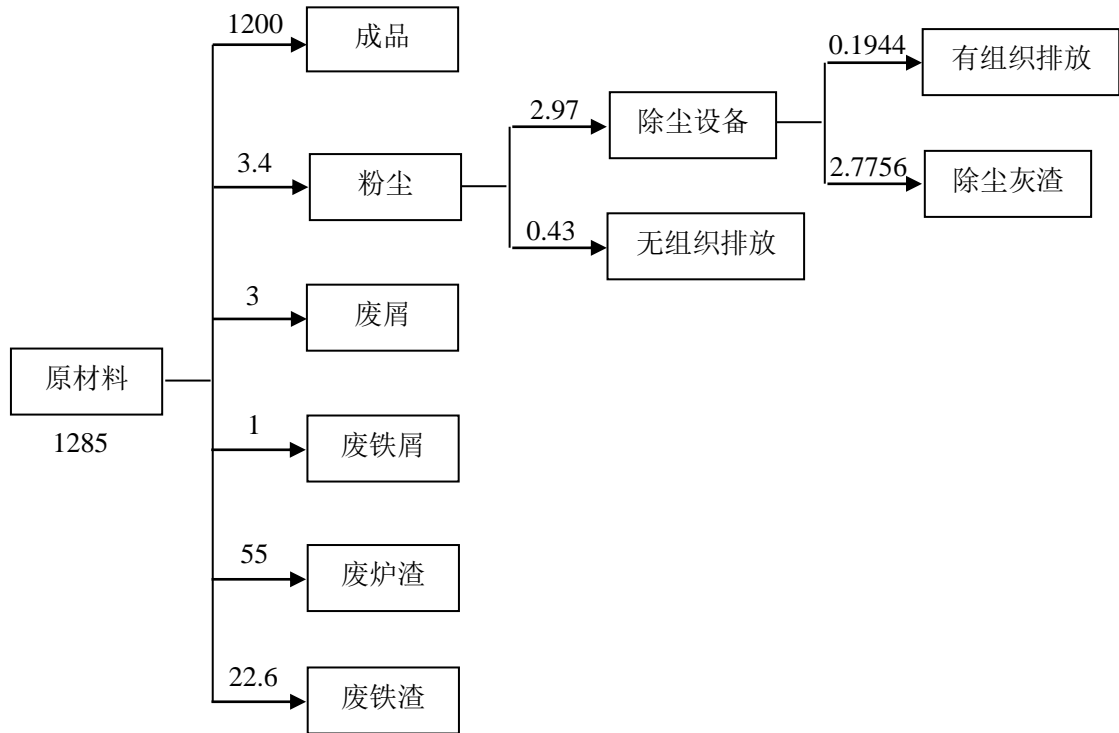 1200
成品
0.1944
有组织排放
2.97
除尘设备
3.4
粉尘
2.7756
除尘灰渣
0.43
无组织排放
3
废屑
原材料
1285
1
废铁屑
55
废炉渣
22.6
废铁渣